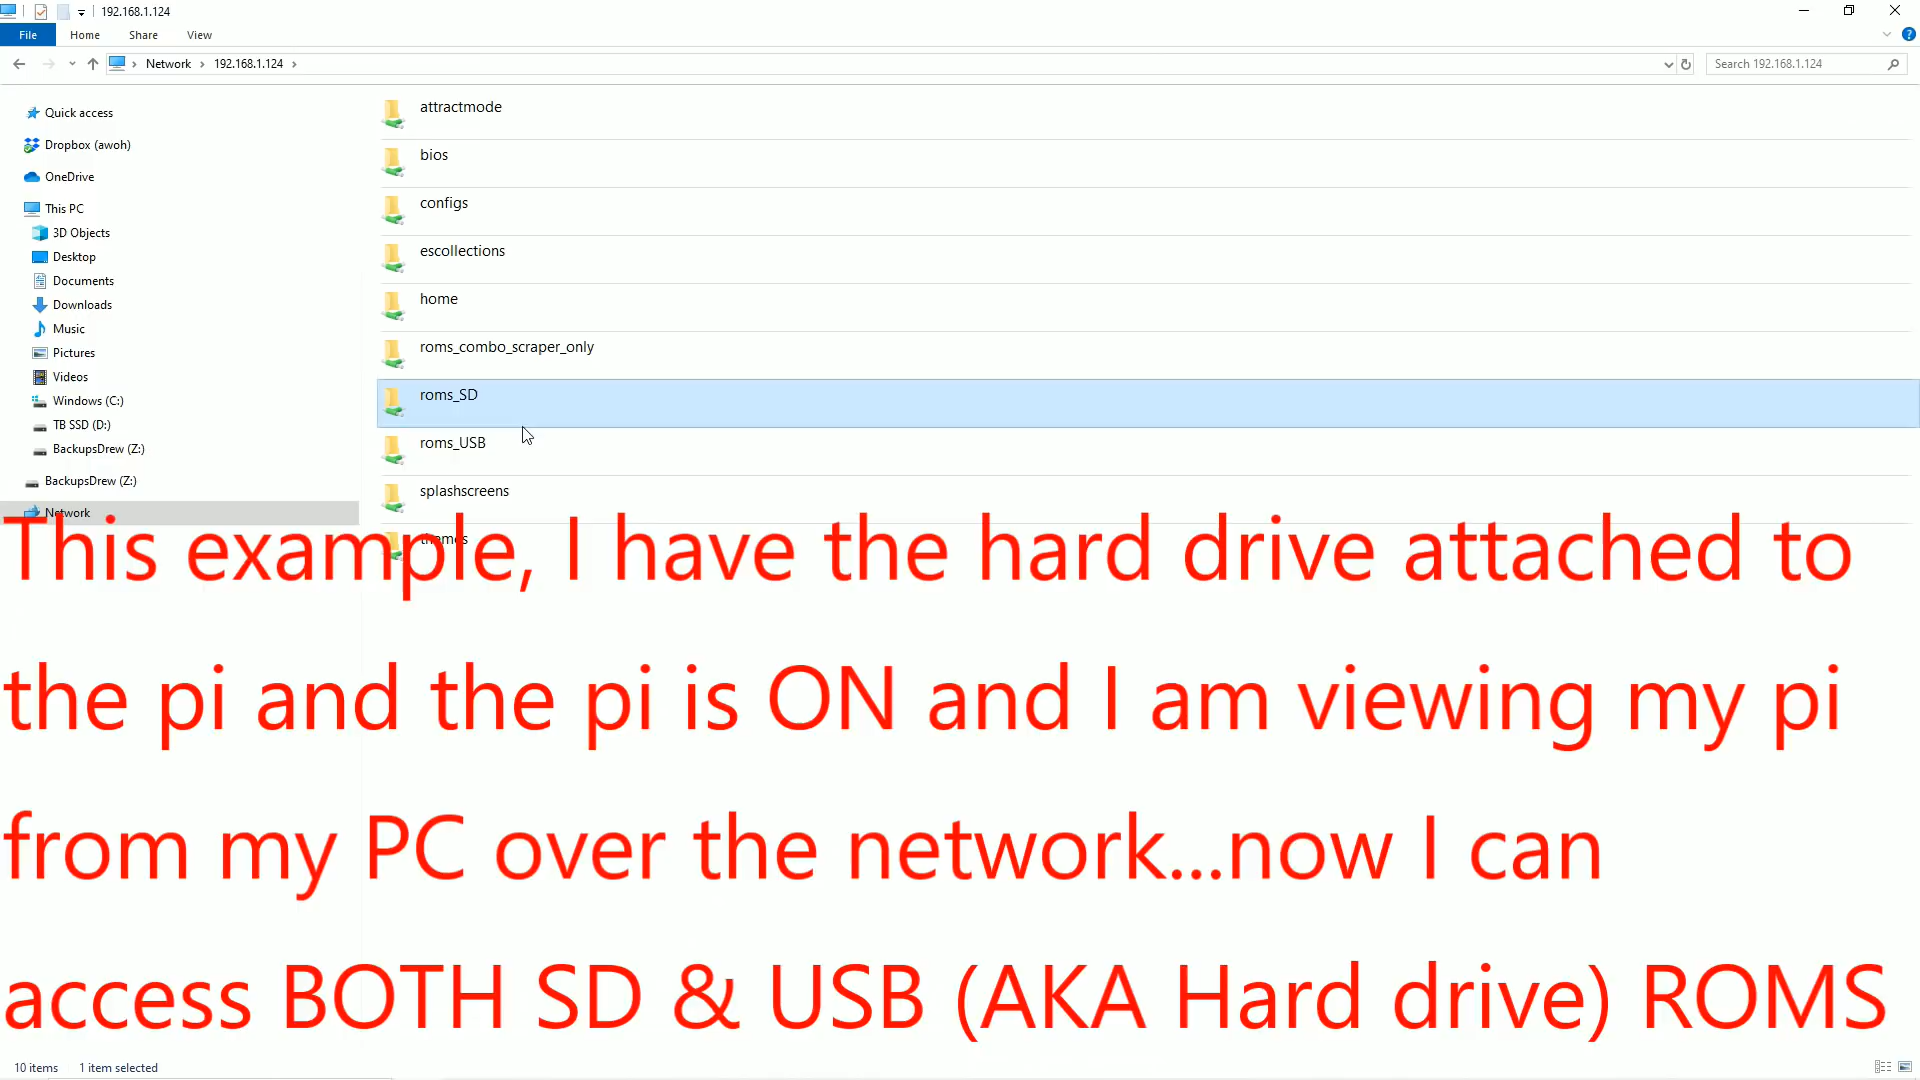 192.168.1.124
File Home Share View
Network 192.168.1.124 Search 192.168.1.124
Quick access
Dropbox (awoh)
OneDrive
This PC
3D Objects
Desktop
Documents
Downloads
Music
Pictures
Videos
Windows (C:)
TB SSD (D:)
BackupsDrew (Z:)
BackupsDrew (Z:)
Network
attractmode
bios
configs
escollections
home
roms_combo_scraper_only
roms_SD
roms_USB
splashscreens
themes
This example, I have the hard drive attached to
the pi and the pi is ON and I am viewing my pi
from my PC over the network...now I can
access BOTH SD & USB (AKA Hard drive) ROMS
10 items 1 item selected